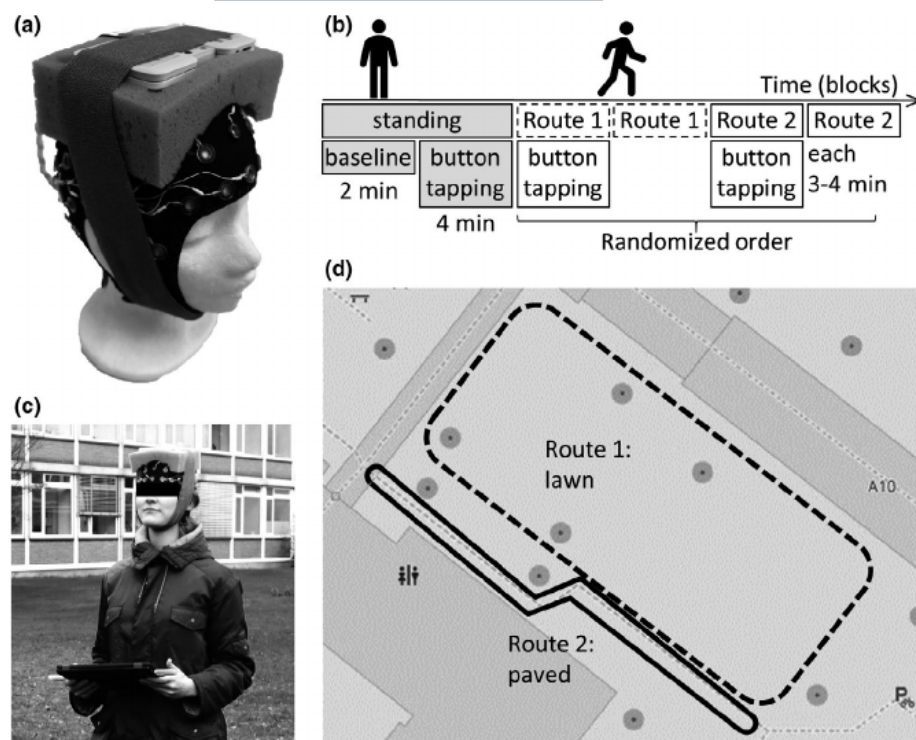 (a)
(b)
Time (blocks)
standing
Route 1
Route 1
Route 2
Route 2
baseline
button
tapping
button
tapping
button
tapping
each
3-4 min
2 min
4 min
Randomized order
(c)
(d)
Route 1:
lawn
A10
Route 2:
paved
P